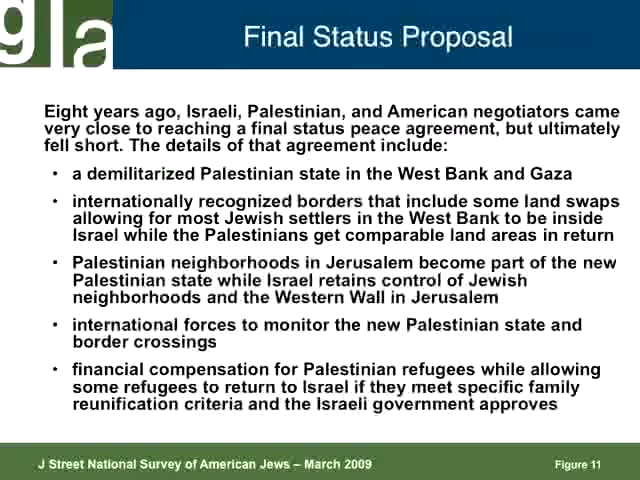 gla
Final Status Proposal
Eight years ago, Israeli, Palestinian, and American negotiators came
very close to reaching a final status peace agreement, but ultimately
fell short. The details of that agreement include:
• a demilitarized Palestinian state in the West Bank and Gaza
• internationally recognized borders that include some land swaps
allowing for most Jewish settlers in the West Bank to be inside
Israel while the Palestinians get comparable land areas in return
• Palestinian neighborhoods in Jerusalem become part of the new
Palestinian state while Israel retains control of Jewish
neighborhoods and the Western Wall in Jerusalem
• international forces to monitor the new Palestinian state and
border crossings
• financial compensation for Palestinian refugees while allowing
some refugees to return to Israel if they meet specific family
reunification criteria and the Israeli government approves
J Street National Survey of American Jews – March 2009
Figure 11